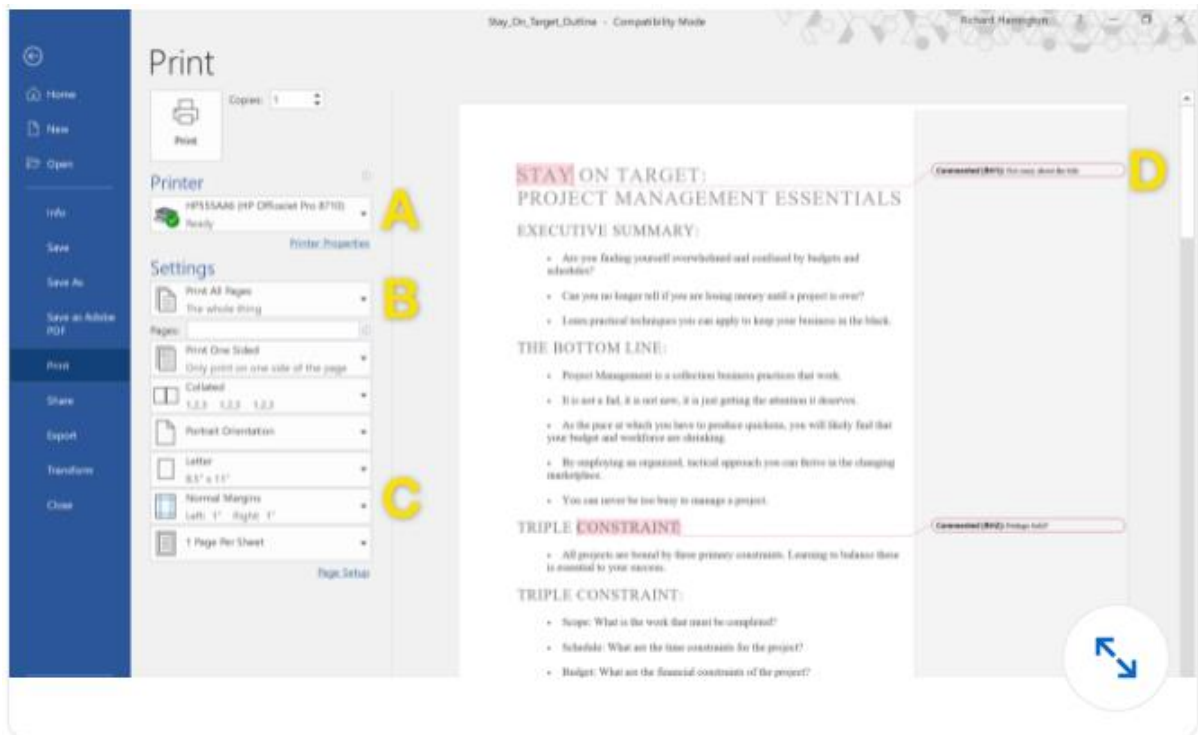 Stay_On_Target_Outline - Compatibility Mode
Richard Harrington
?
Home
New
Open
Info
Save
Save As
Save as Adobe
PDF
Print
Share
Export
Transform
Close
Print
Copies: 1
Print
Printer
HP555AA6 (HP Officejet Pro 8710)
Ready
A
Printer Properties
Settings
Print All Pages
The whole thing
B
Pages:
Print One Sided
Only print on one side of the page
Collated
1,2,3 1,2,3 1,2,3
Portrait Orientation
Letter
8.5" x 11"
Normal Margins
Left: 1" Right: 1"
C
1 Page Per Sheet
Page Setup
STAY ON TARGET:
PROJECT MANAGEMENT ESSENTIALS
EXECUTIVE SUMMARY:
• Are you finding yourself overwhelmed and confused by budgets and
schedules?
• Can you no longer tell if you are losing money until a project is over?
• Learn practical techniques you can apply to keep your business in the black.
THE BOTTOM LINE:
• Project Management is a collection business practices that work.
• It is not a fad, it is not new, it is just getting the attention it deserves.
• As the pace at which you have to produce quickens, you will likely find that
your budget and workforce are shrinking.
• By employing an organized, tactical approach you can thrive in the changing
marketplace.
• You can never be too busy to manage a project.
TRIPLE CONSTRAINT:
• All projects are bound by three primary constraints. Learning to balance these
is essential to your success.
TRIPLE CONSTRAINT:
• Scope: What is the work that must be completed?
• Schedule: What are the time constraints for the project?
• Budget: What are the financial constraints of the project?
Commented [RH1]: Not crazy about the title
D
Commented [RH2]: Perhaps bold?